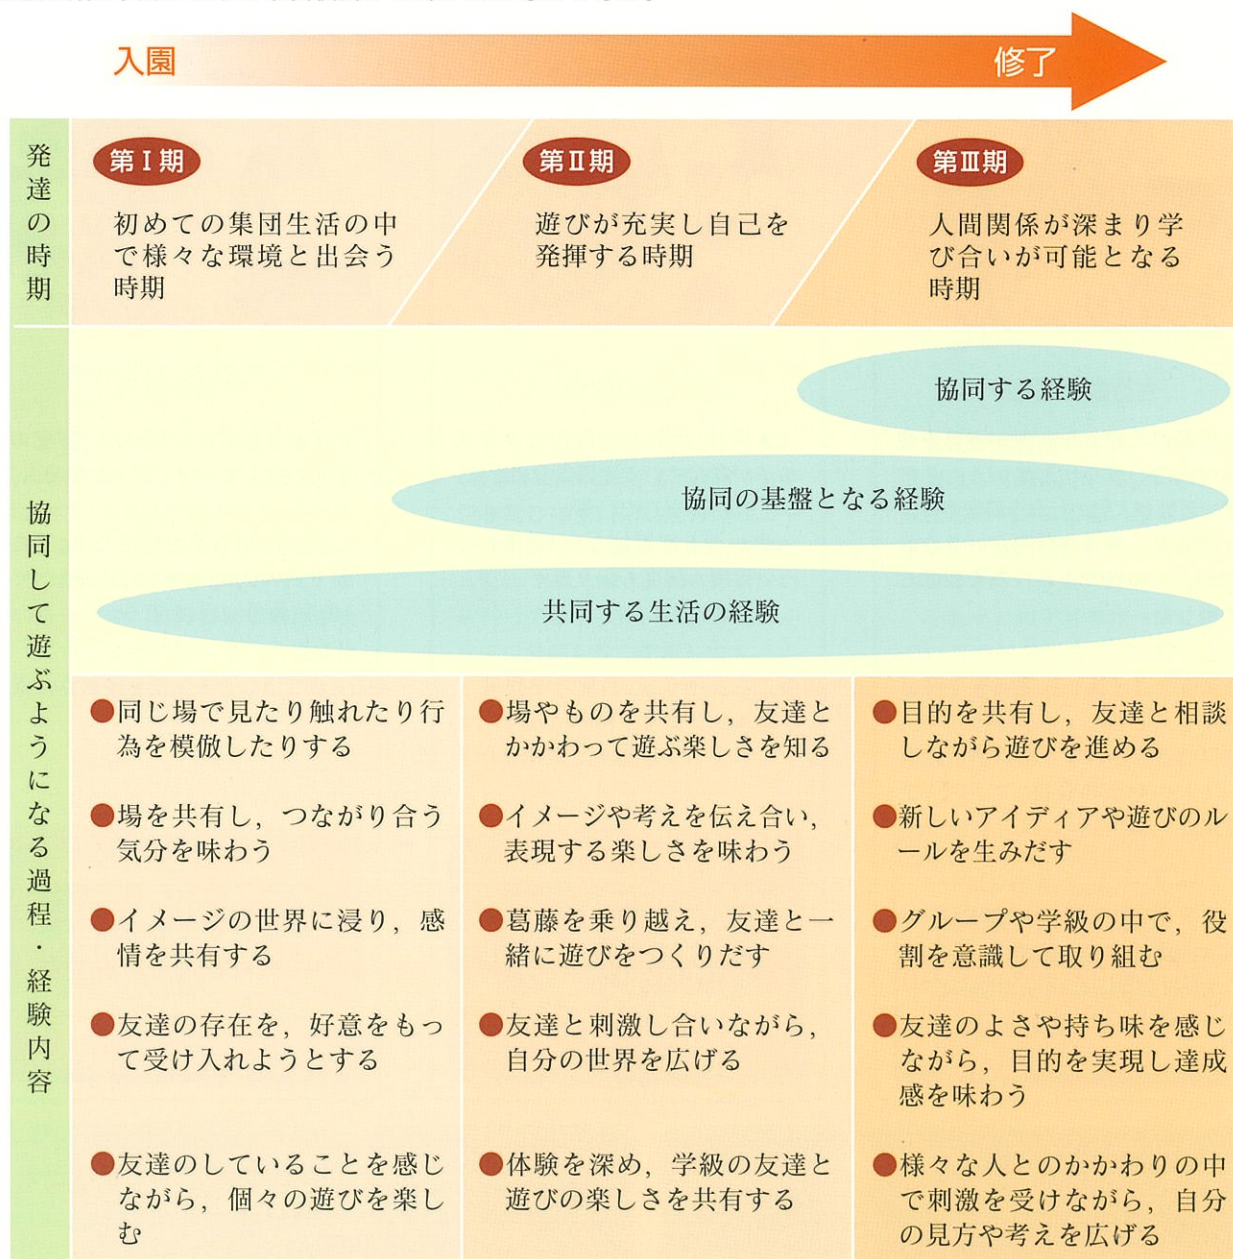 入園
修了
発達の時期
第Ⅰ期
初めての集団生活の中
で様々な環境と出会う
時期
第Ⅱ期
遊びが充実し自己を
発揮する時期
第Ⅲ期
人間関係が深まり学
び合いが可能となる
時期
協同して遊ぶようになる過程・経験内容
協同する経験
協同の基盤となる経験
共同する生活の経験
●同じ場で見たり触れたり行
為を模倣したりする
●場を共有し，つながり合う
気分を味わう
●イメージの世界に浸り，感
情を共有する
●友達の存在を，好意をもっ
て受け入れようとする
●友達のしていることを感じ
ながら，個々の遊びを楽し
む
●場やものを共有し，友達と
かかわって遊ぶ楽しさを知る
●イメージや考えを伝え合い，
表現する楽しさを味わう
●葛藤を乗り越え，友達と一
緒に遊びをつくりだす
●友達と刺激し合いながら，
自分の世界を広げる
●体験を深め，学級の友達と
遊びの楽しさを共有する
●目的を共有し，友達と相談
しながら遊びを進める
●新しいアイディアや遊びのル
ールを生みだす
●グループや学級の中で，役
割を意識して取り組む
●友達のよさや持ち味を感じ
ながら，目的を実現し達成
感を味わう
●様々な人とのかかわりの中
で刺激を受けながら，自分
の見方や考えを広げる